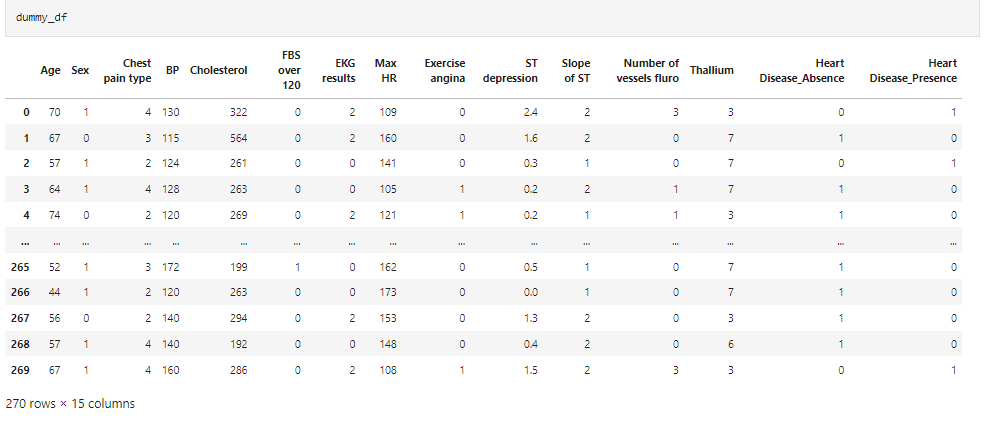 dummy_df
Age Sex Chest pain type BP Cholesterol FBS over 120 EKG results Max HR Exercise angina ST depression Slope of ST Number of vessels fluro Thallium Heart Disease_Absence Heart Disease_Presence
0 70 1 4 130 322 0 2 109 0 2.4 2 3 3 0 1
1 67 0 3 115 564 0 2 160 0 1.6 2 0 7 1 0
2 57 1 2 124 261 0 0 141 0 0.3 1 0 7 0 1
3 64 1 4 128 263 0 0 105 1 0.2 2 1 7 1 0
4 74 0 2 120 269 0 2 121 1 0.2 1 1 3 1 0
... ... ... ... ... ... ... ... ... ... ... ... ... ... ... ...
265 52 1 3 172 199 1 0 162 0 0.5 1 0 7 1 0
266 44 1 2 120 263 0 0 173 0 0.0 1 0 7 1 0
267 56 0 2 140 294 0 2 153 0 1.3 2 0 3 1 0
268 57 1 4 140 192 0 0 148 0 0.4 2 0 6 1 0
269 67 1 4 160 286 0 2 108 1 1.5 2 3 3 0 1
270 rows × 15 columns